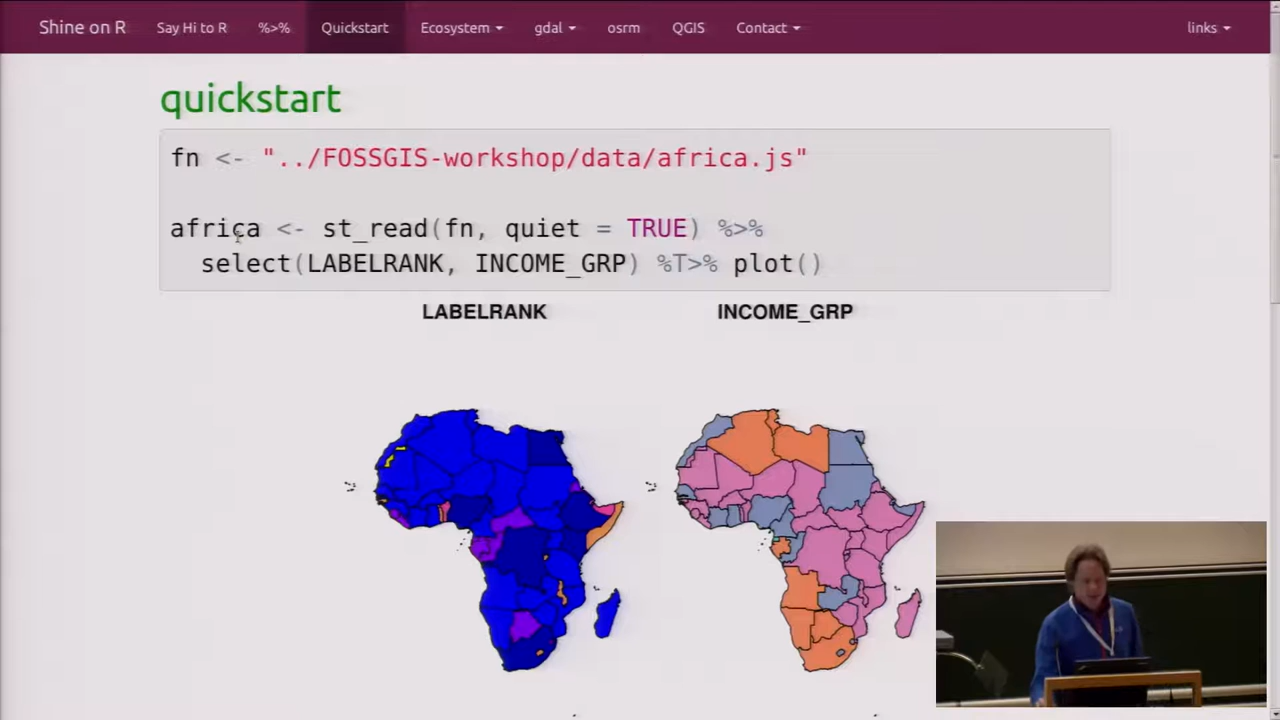 Shine on R
Say Hi to R
%>%
Quickstart
Ecosystem
gdal
osrm
QGIS
Contact
links
quickstart
fn <- "../FOSSGIS-workshop/data/africa.js"
africa <- st_read(fn, quiet = TRUE) %>%
select(LABELRANK, INCOME_GRP) %T>% plot()
LABELRANK
INCOME_GRP